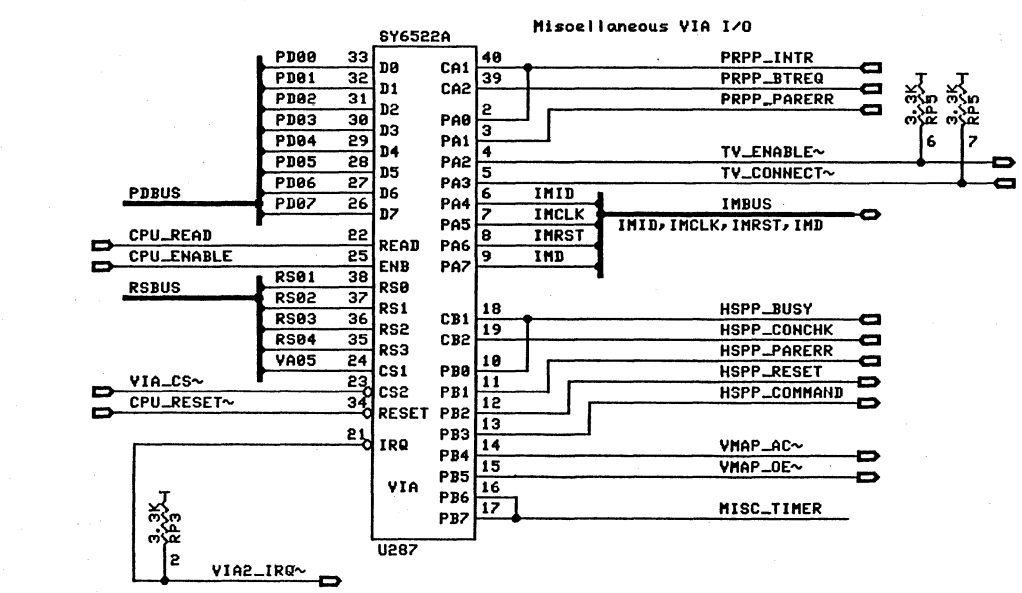 Miscellaneous VIA I/O
SY6522A
PD00 33 D0 CA1 40 PRPP_INTR
PD01 32 D1 CA2 39 PRPP_BTREQ
PD02 31 D2 PA0 2 PRPP_PARERR
PD03 30 D3 PA1 3
PD04 29 D4 PA2 4 TV_ENABLE~
PD05 28 D5 PA3 5 TV_CONNECT~
PD06 27 D6 PA4 6 IMID
PDBUS PD07 26 D7 PA5 7 IMCLK IMBUS
IMID,IMCLK,IMRST,IMD
CPU_READ 22 READ PA6 8 IMRST
CPU_ENABLE 25 ENB PA7 9 IMD
3.3K RP5 6
3.3K RP5 7
RSBUS
RS01 38 RS0
RS02 37 RS1 CB1 18 HSPP_BUSY
RS03 36 RS2 CB2 19 HSPP_CONCHK
RS04 35 RS3 PB0 10 HSPP_PARERR
VA05 24 CS1 PB1 11 HSPP_RESET
VIA_CS~ 23 CS2 PB2 12 HSPP_COMMAND
CPU_RESET~ 34 RESET PB3 13
21 IRQ PB4 14 VMAP_AC~
PB5 15 VMAP_OE~
VIA PB6 16
PB7 17 MISC_TIMER
3.3K RP3 2
U287
VIA2_IRQ~